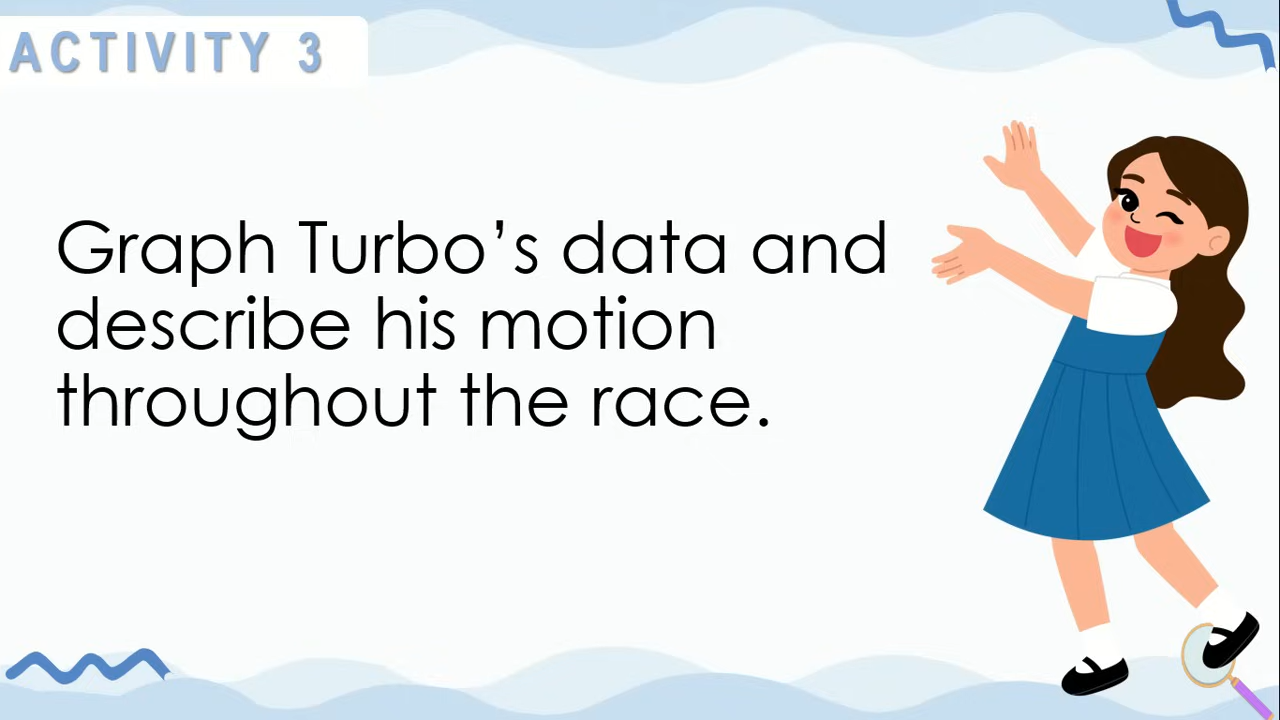 ACTIVITY 3
Graph Turbo’s data and
describe his motion
throughout the race.